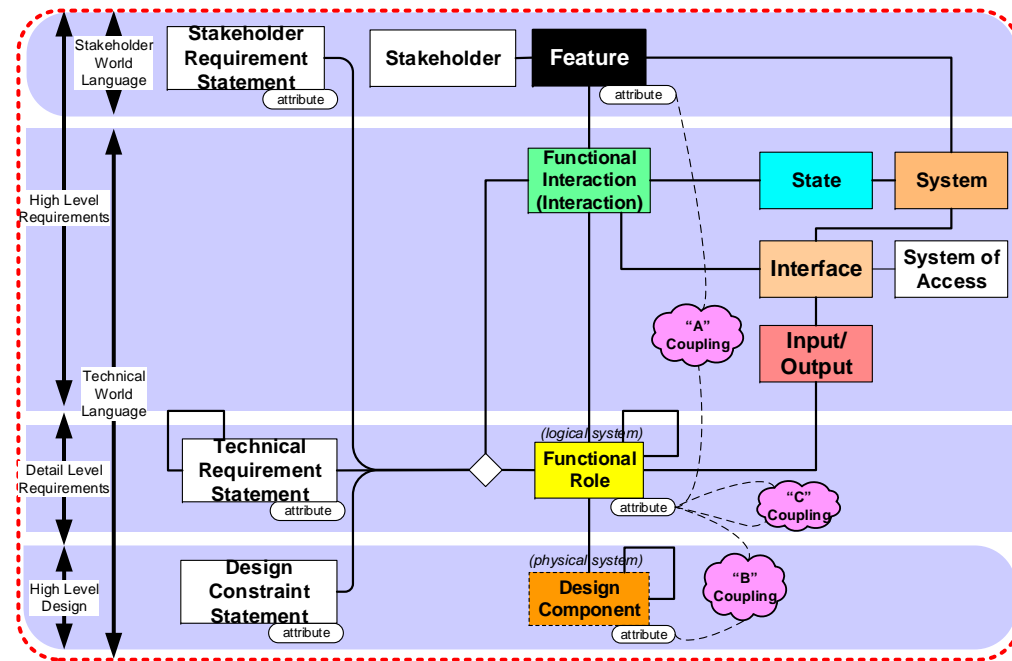 Stakeholder
World
Language
Stakeholder
Requirement
Statement
attribute
Stakeholder
Feature
attribute
High Level
Requirements
Functional
Interaction
(Interaction)
State
System
Interface
System of
Access
“A”
Coupling
Input/
Output
Technical
World
Language
Detail Level
Requirements
Technical
Requirement
Statement
attribute
(logical system)
Functional
Role
attribute
“C”
Coupling
High Level
Design
Design
Constraint
Statement
attribute
(physical system)
Design
Component
attribute
“B”
Coupling